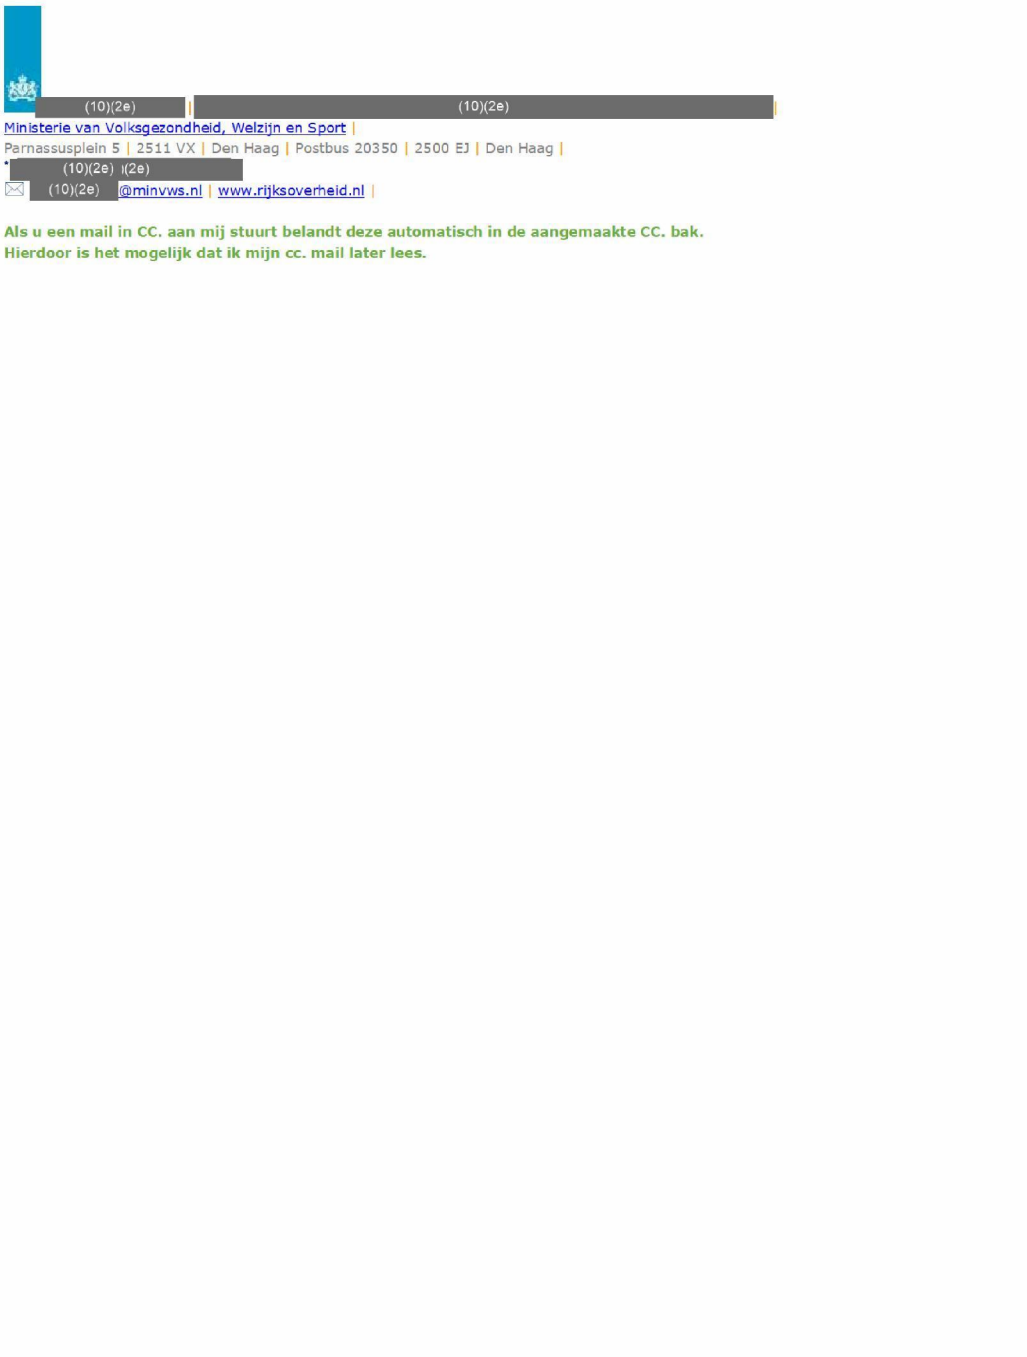 (10)(2e) | (10)(2e) |
Ministerie van Volksgezondheid, Welzijn en Sport |
Parnassusplein 5 | 2511 VX | Den Haag | Postbus 20350 | 2500 EJ | Den Haag |
* (10)(2e) )(2e)
(10)(2e) @minvws.nl | www.rijksoverheid.nl |
Als u een mail in CC. aan mij stuurt belandt deze automatisch in de aangemaakte CC. bak.
Hierdoor is het mogelijk dat ik mijn cc. mail later lees.